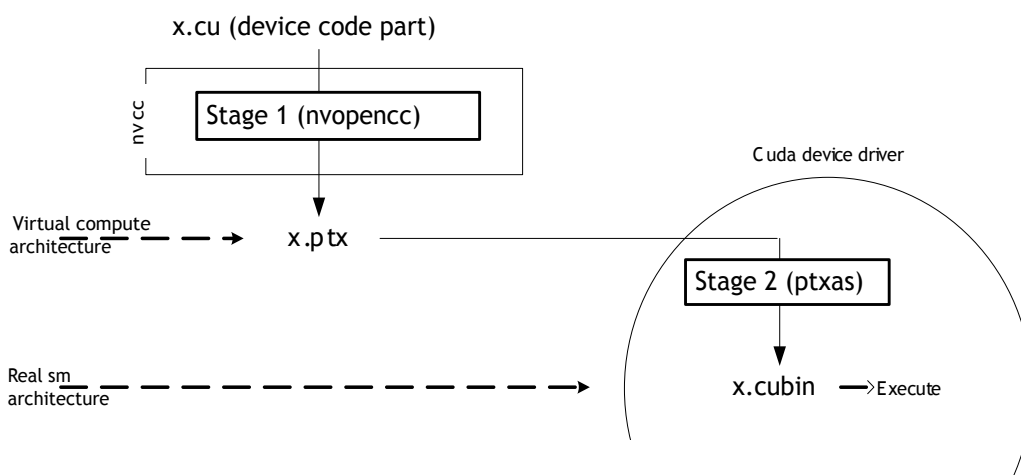 x.cu (device code part)
nvcc
Stage 1 (nvopencc)
Cuda device driver
Virtual compute
architecture
x.ptx
Stage 2 (ptxas)
Real sm
architecture
x.cubin
Execute